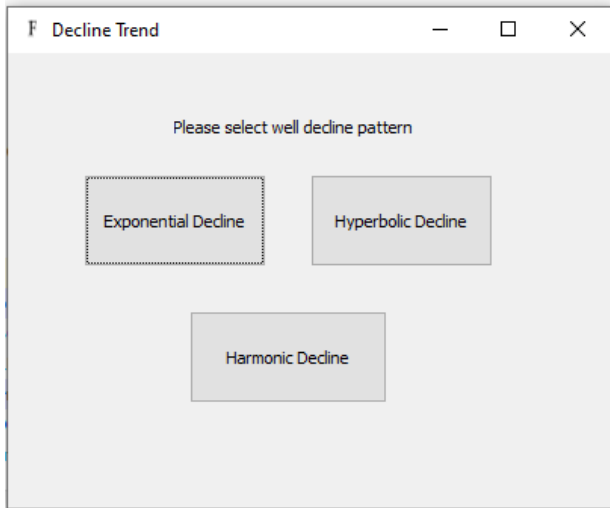 F Decline Trend
Please select well decline pattern
Exponential Decline Hyperbolic Decline
Harmonic Decline